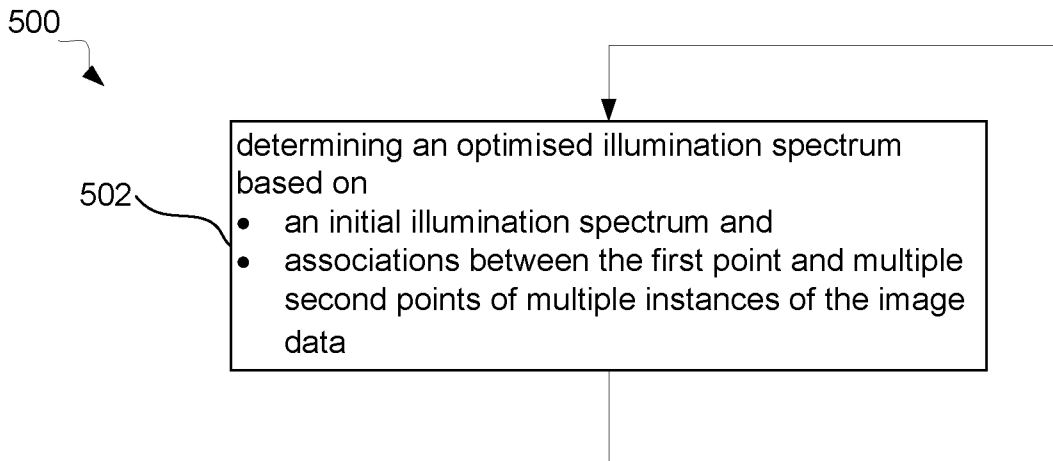 500
determining an optimised illumination spectrum
based on
502
• an initial illumination spectrum and
• associations between the first point and multiple
second points of multiple instances of the image
data